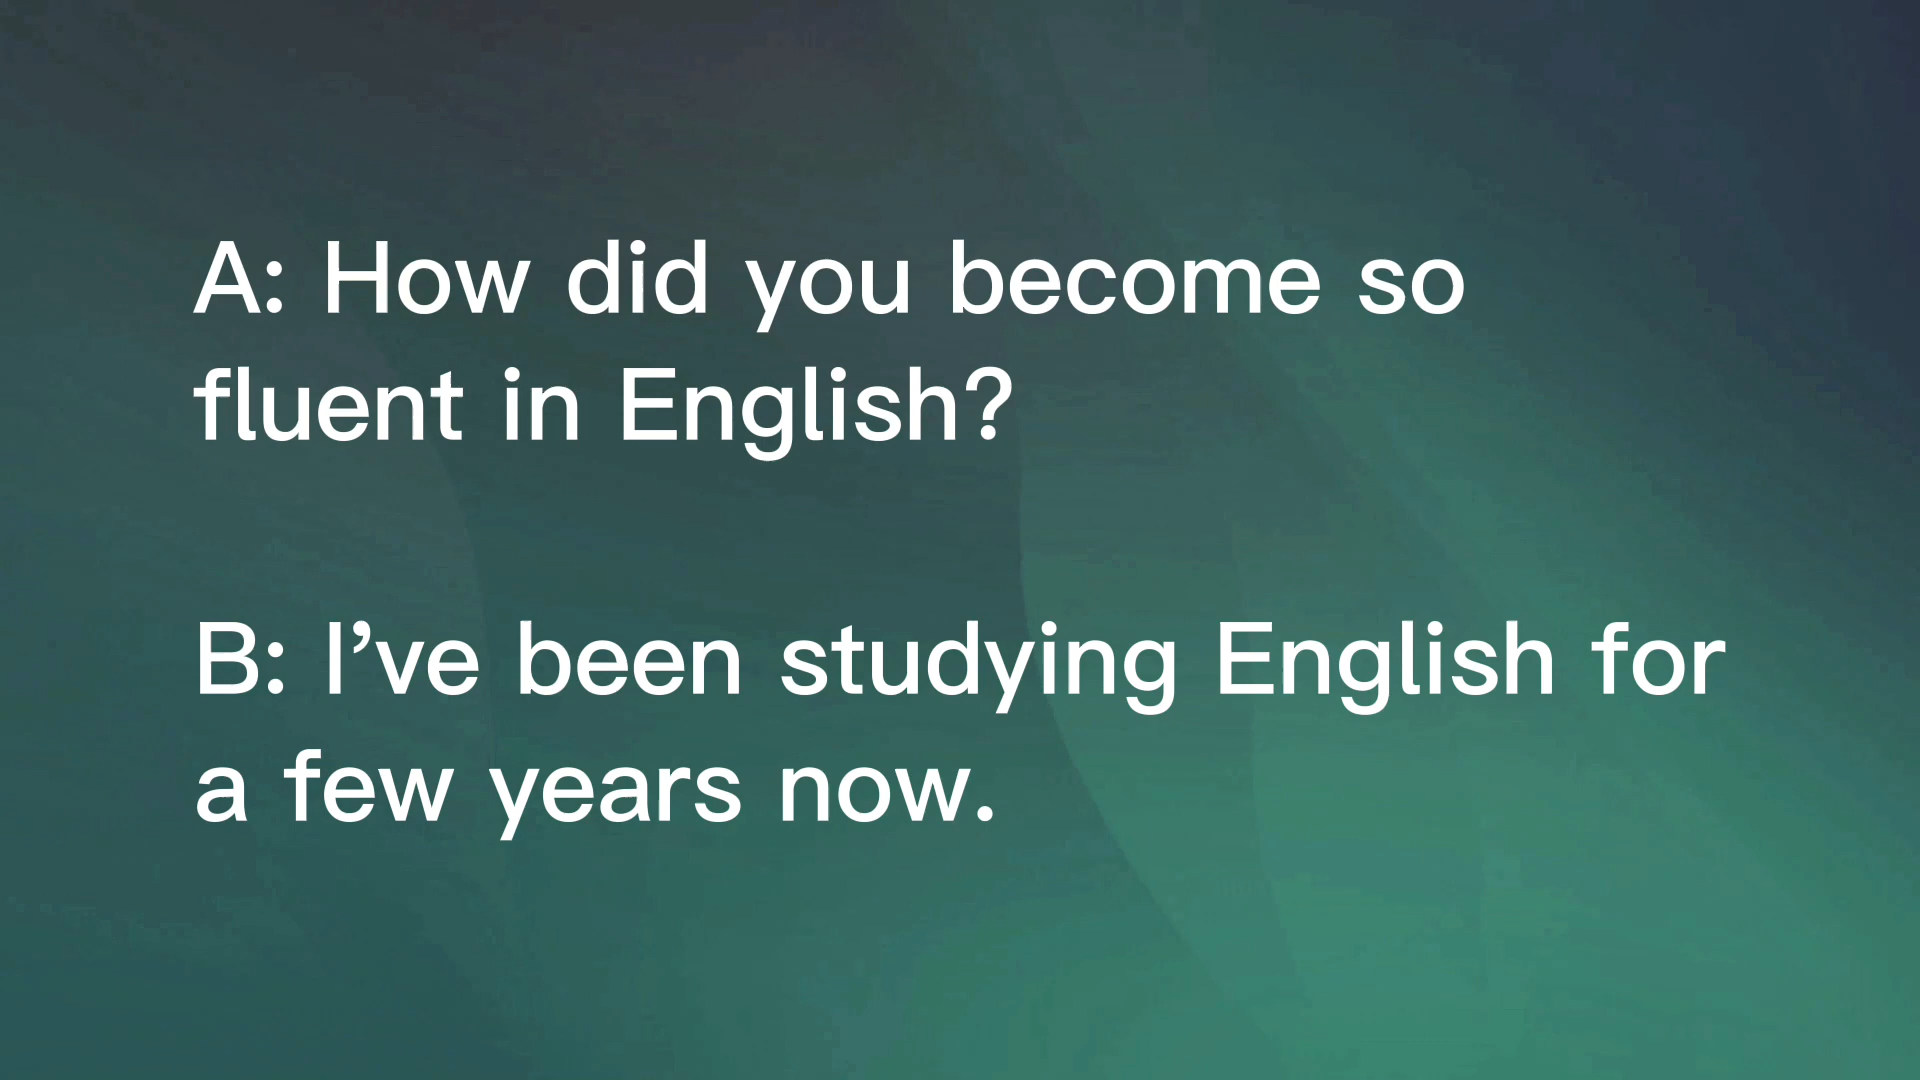 A: How did you become so
fluent in English?
B: I’ve been studying English for
a few years now.